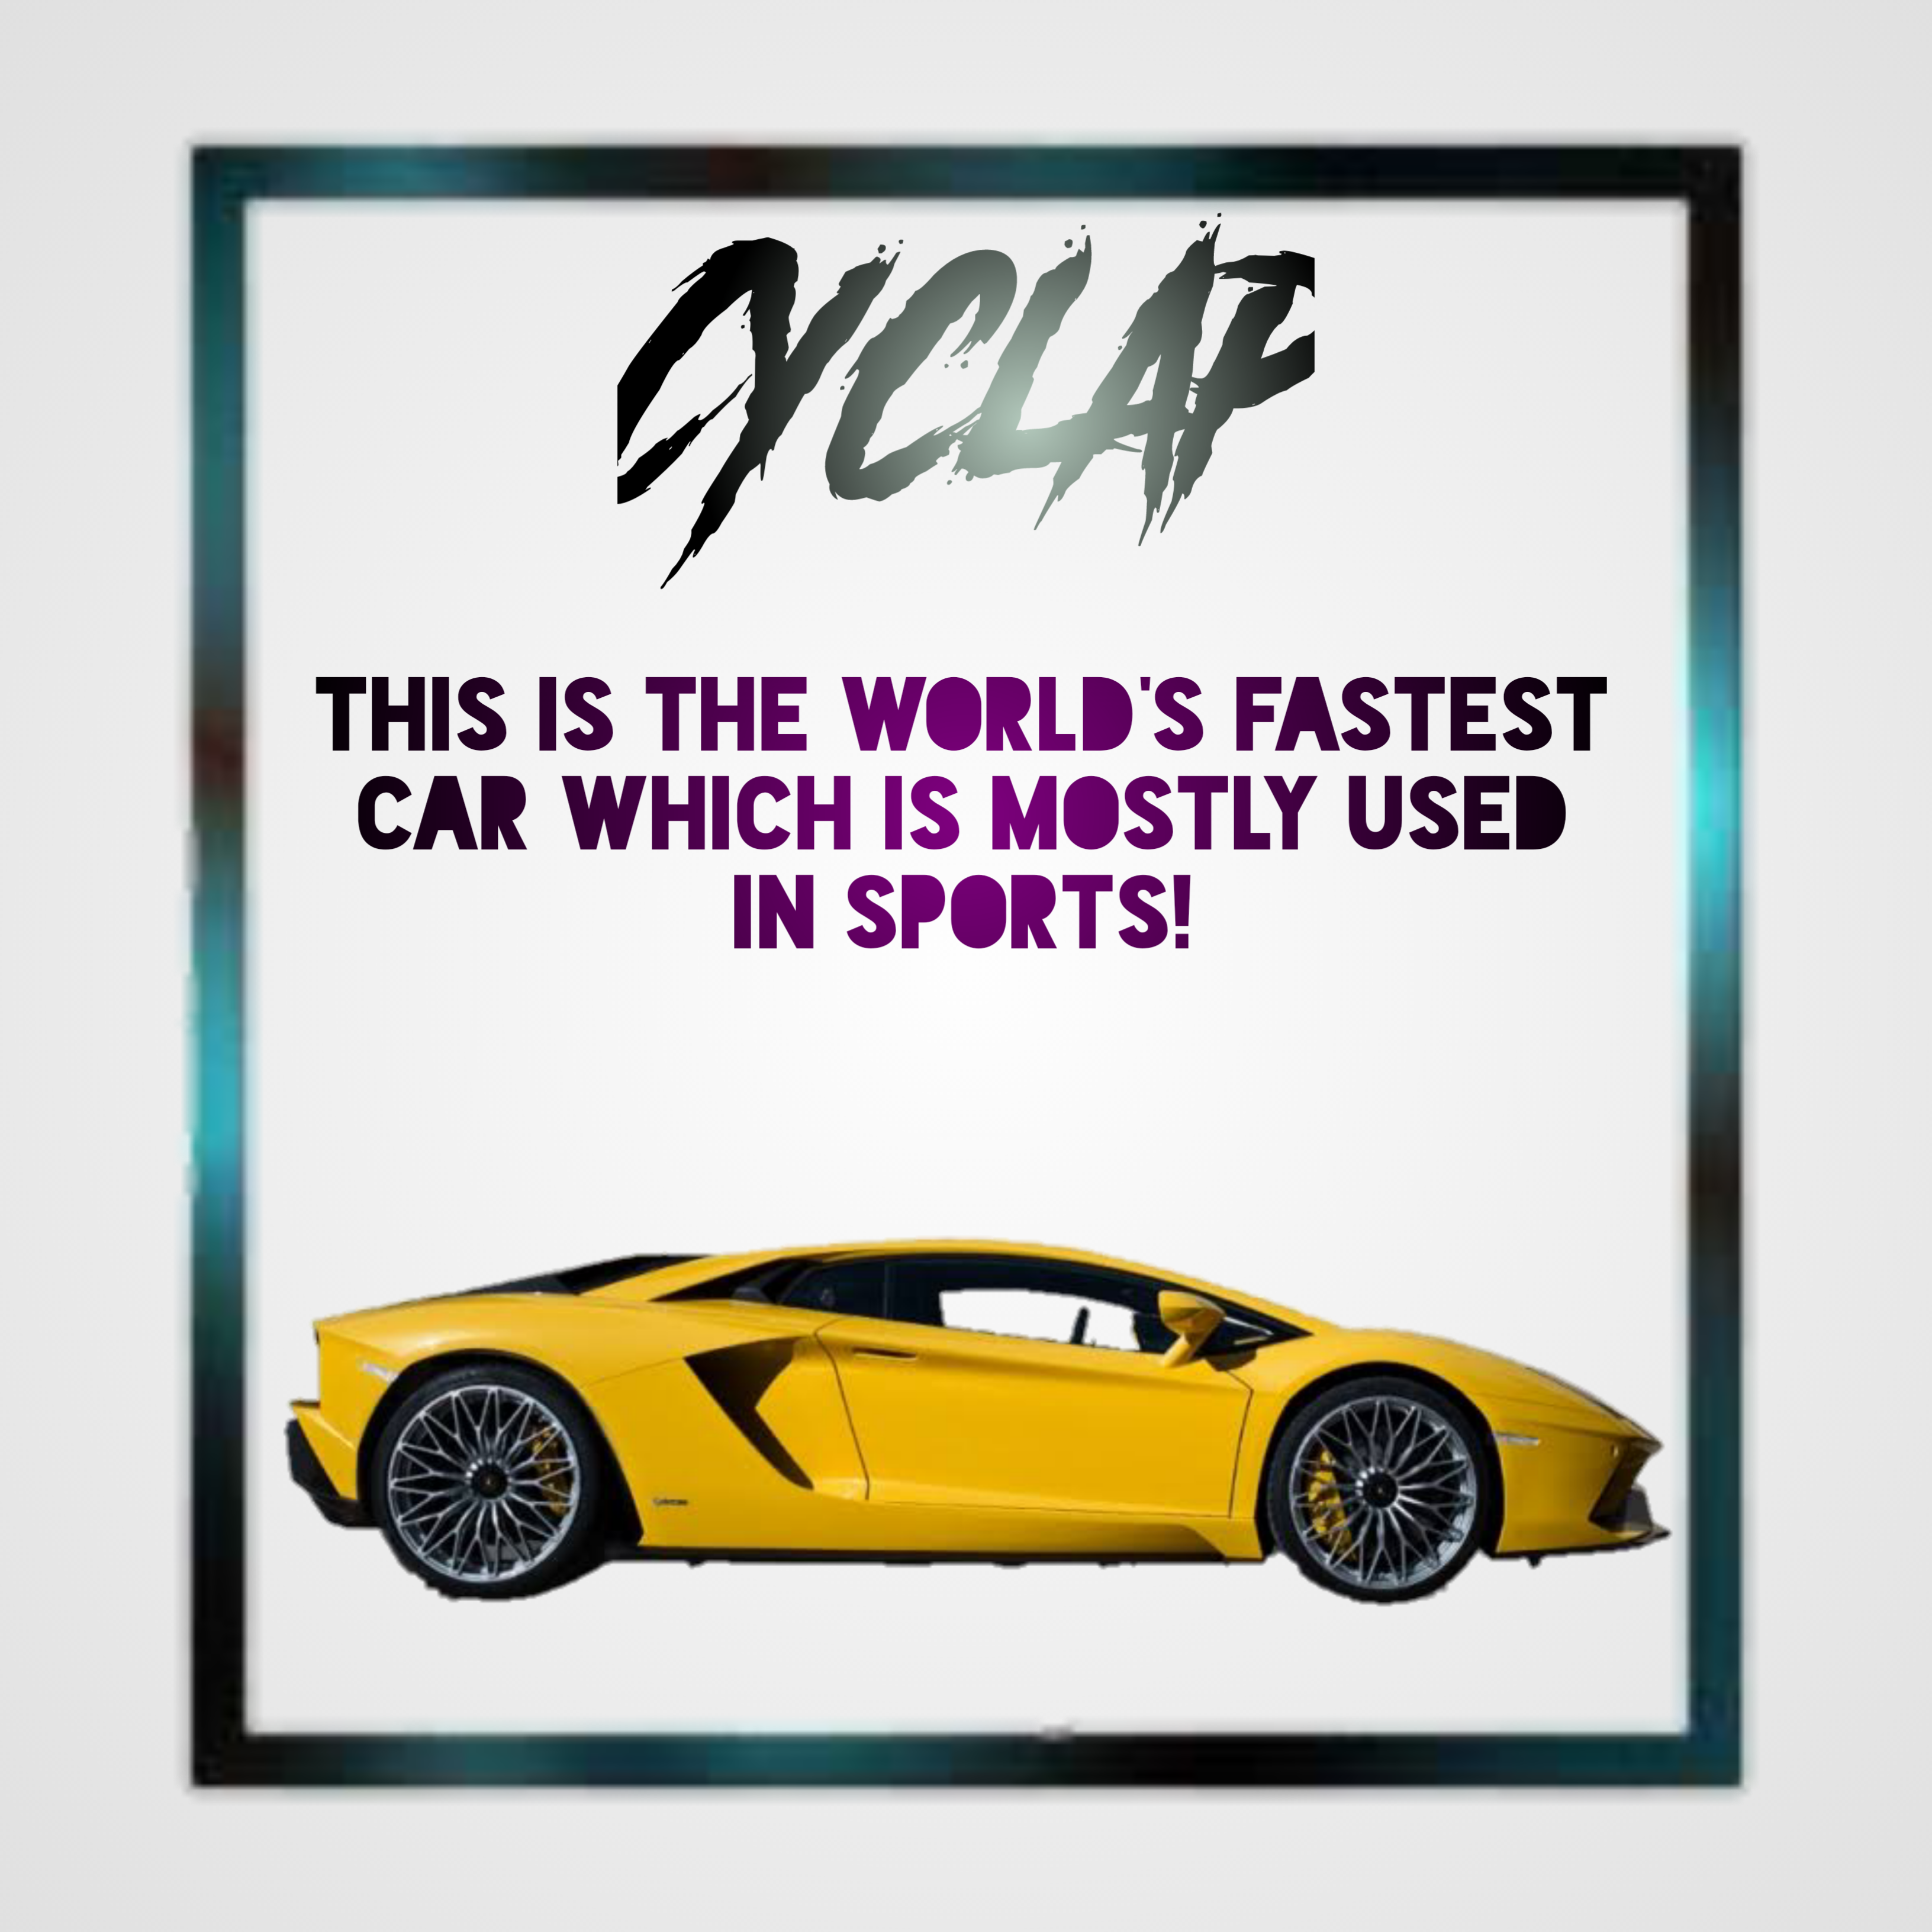 CYCLAP
THIS IS THE WORLD'S FASTEST
CAR WHICH IS MOSTLY USED
IN SPORTS!